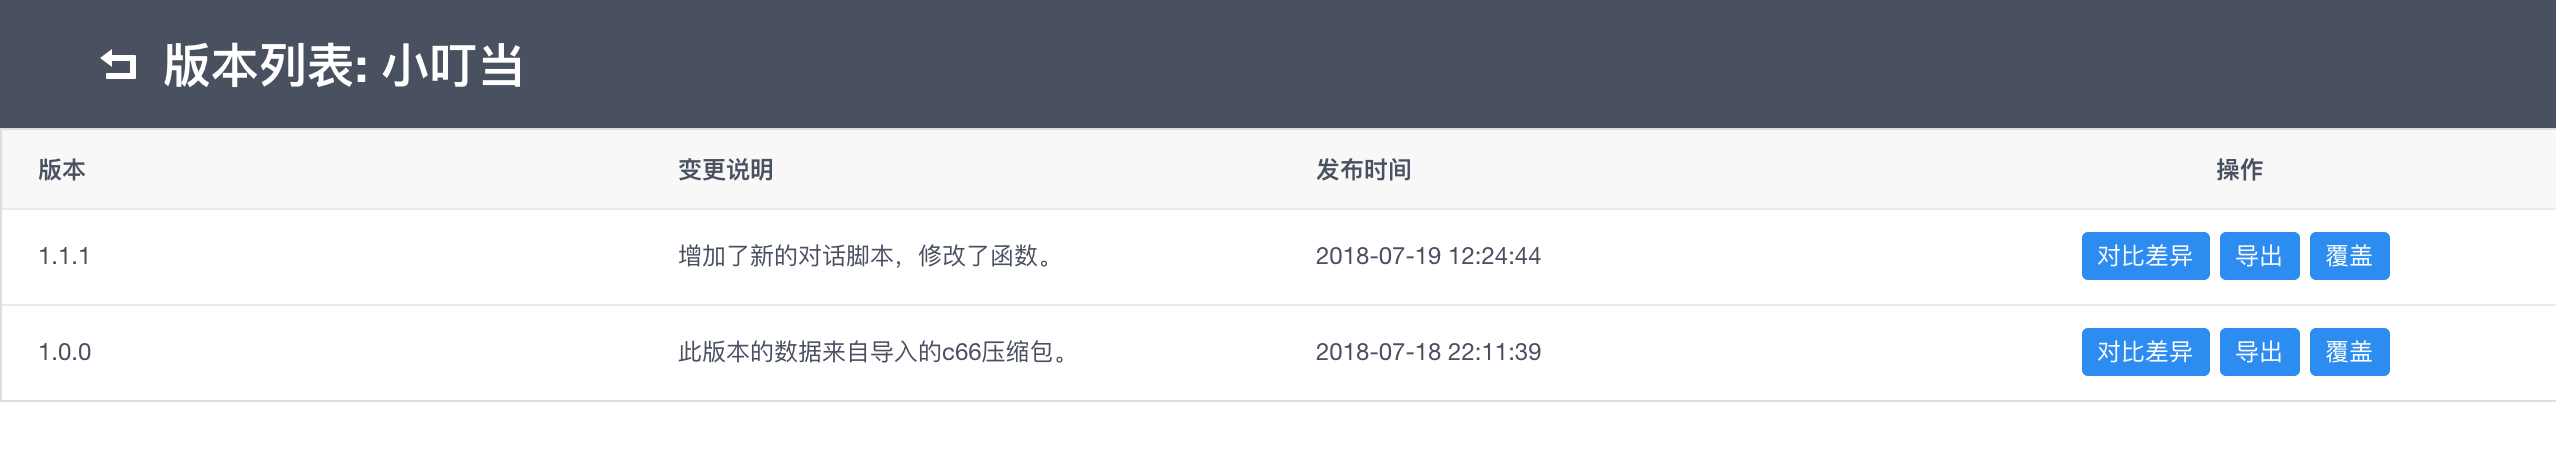 版本列表: 小叮当
版本 变更说明 发布时间 操作
1.1.1 增加了新的对话脚本，修改了函数。 2018-07-19 12:24:44 对比差异 导出 覆盖
1.0.0 此版本的数据来自导入的c66压缩包。 2018-07-18 22:11:39 对比差异 导出 覆盖